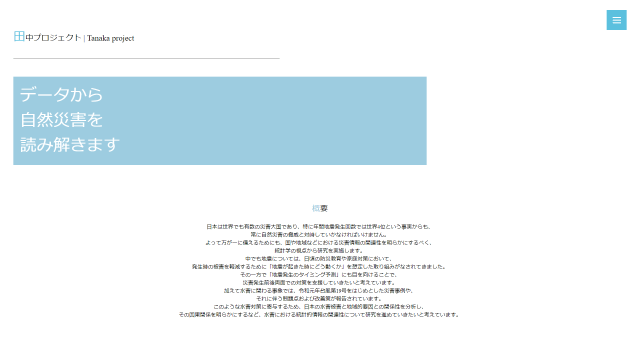 田中プロジェクト | Tanaka project
データから
自然災害を
読み解きます
概要
日本は世界でも有数の災害大国であり、特に年間地震発生回数では世界4位という事実からも、
常に自然災害の脅威と対峙していかなければいけません。
よって万が一に備えるためにも、国や地域などにおける災害情報の関連性を明らかにするべく、
統計学の視点から研究を実施します。
中でも地震については、日頃の防災教育や家庭対策において、
発生時の被害を軽減するために「地震が起きた時にどう動くか」を想定した取り組みがなされてきました。
その一方で「地震発生のタイミング予測」にも目を向けることで、
災害発生前後両面での対策を支援していきたいと考えています。
加えて水害に関わる事象では、令和元年台風第19号をはじめとした災害事例や、
それに伴う問題点および改善策が報告されています。
このような水害対策に寄与するため、日本の水害被害と地域的要因との関係性を分析し、
その因果関係を明らかにするなど、水害における統計的情報の関連性について研究を進めていきたいと考えています。